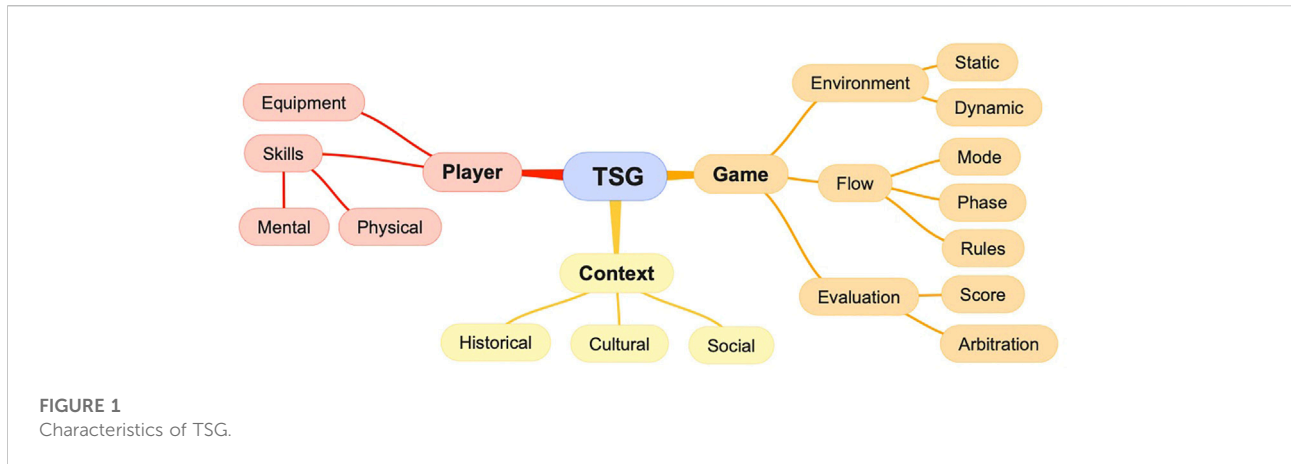 Equipment
Skills
Mental
Physical
Player
TSG
Game
Environment
Static
Dynamic
Flow
Mode
Phase
Rules
Evaluation
Score
Arbitration
Context
Historical
Cultural
Social
FIGURE 1
Characteristics of TSG.